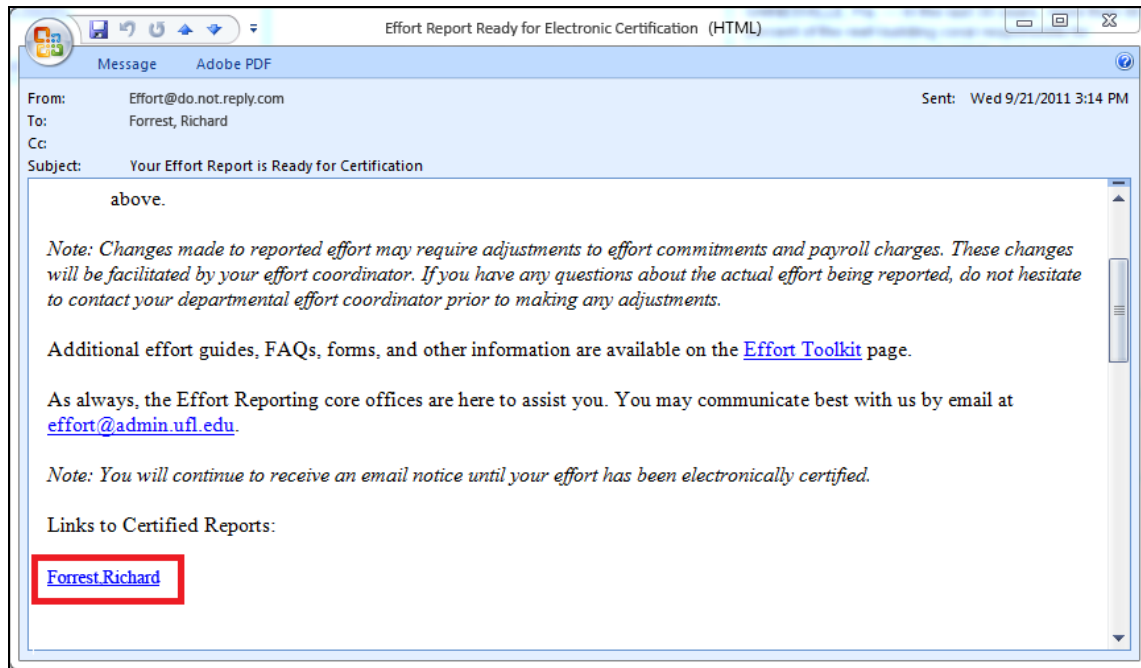 Effort Report Ready for Electronic Certification (HTML)
Message Adobe PDF
From: Effort@do.not.reply.com Sent: Wed 9/21/2011 3:14 PM
To: Forrest, Richard
Cc:
Subject: Your Effort Report is Ready for Certification
above.
Note: Changes made to reported effort may require adjustments to effort commitments and payroll charges. These changes
will be facilitated by your effort coordinator. If you have any questions about the actual effort being reported, do not hesitate
to contact your departmental effort coordinator prior to making any adjustments.
Additional effort guides, FAQs, forms, and other information are available on the Effort Toolkit page.
As always, the Effort Reporting core offices are here to assist you. You may communicate best with us by email at
effort@admin.ufl.edu.
Note: You will continue to receive an email notice until your effort has been electronically certified.
Links to Certified Reports:
Forrest,Richard